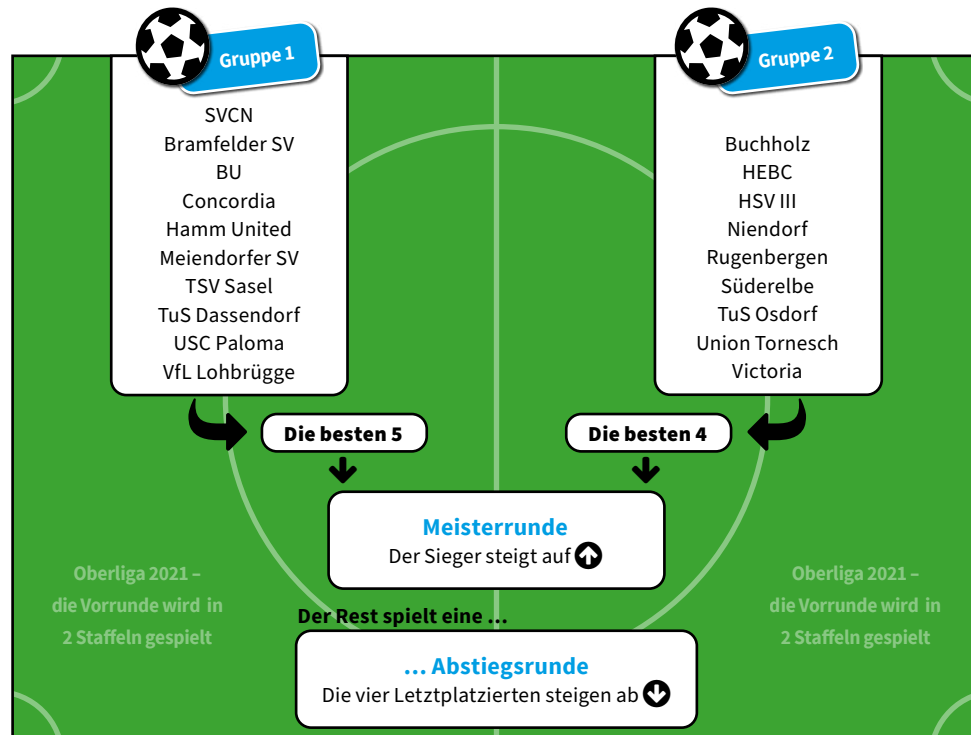 Gruppe 1
SVCN
Bramfelder SV
BU
Concordia
Hamm United
Meiendorfer SV
TSV Sasel
TuS Dassendorf
USC Paloma
VfL Lohbrügge
Gruppe 2
Buchholz
HEBC
HSV III
Niendorf
Rugenbergen
Süderelbe
TuS Osdorf
Union Tornesch
Victoria
Die besten 5
Die besten 4
Meisterrunde
Der Sieger steigt auf
Oberliga 2021 –
die Vorrunde wird in
2 Staffeln gespielt
Oberliga 2021 –
die Vorrunde wird in
2 Staffeln gespielt
Der Rest spielt eine ...
... Abstiegsrunde
Die vier Letztplatzierten steigen ab